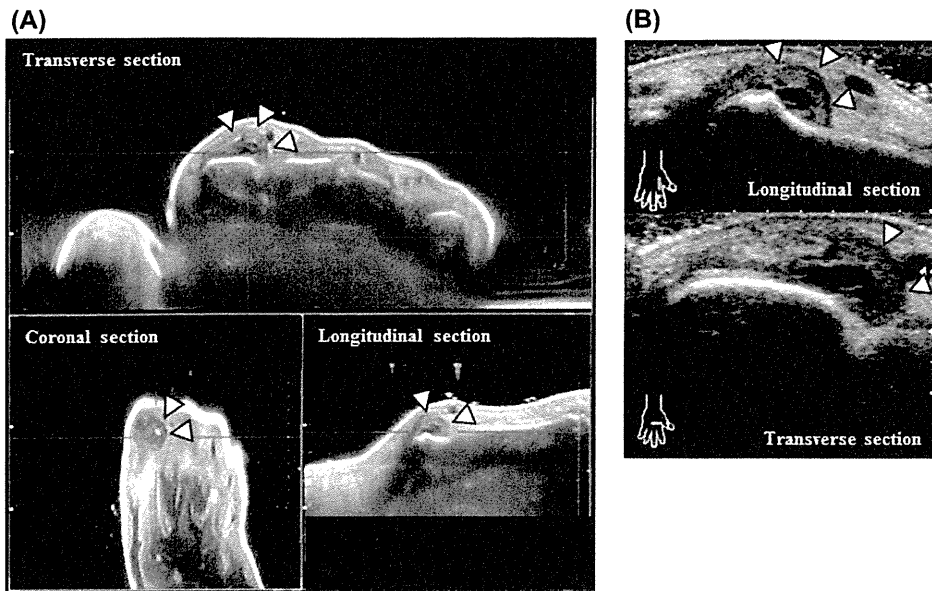 (A)
(B)
Transverse section
Longitudinal section
Coronal section
Longitudinal section
Transverse section